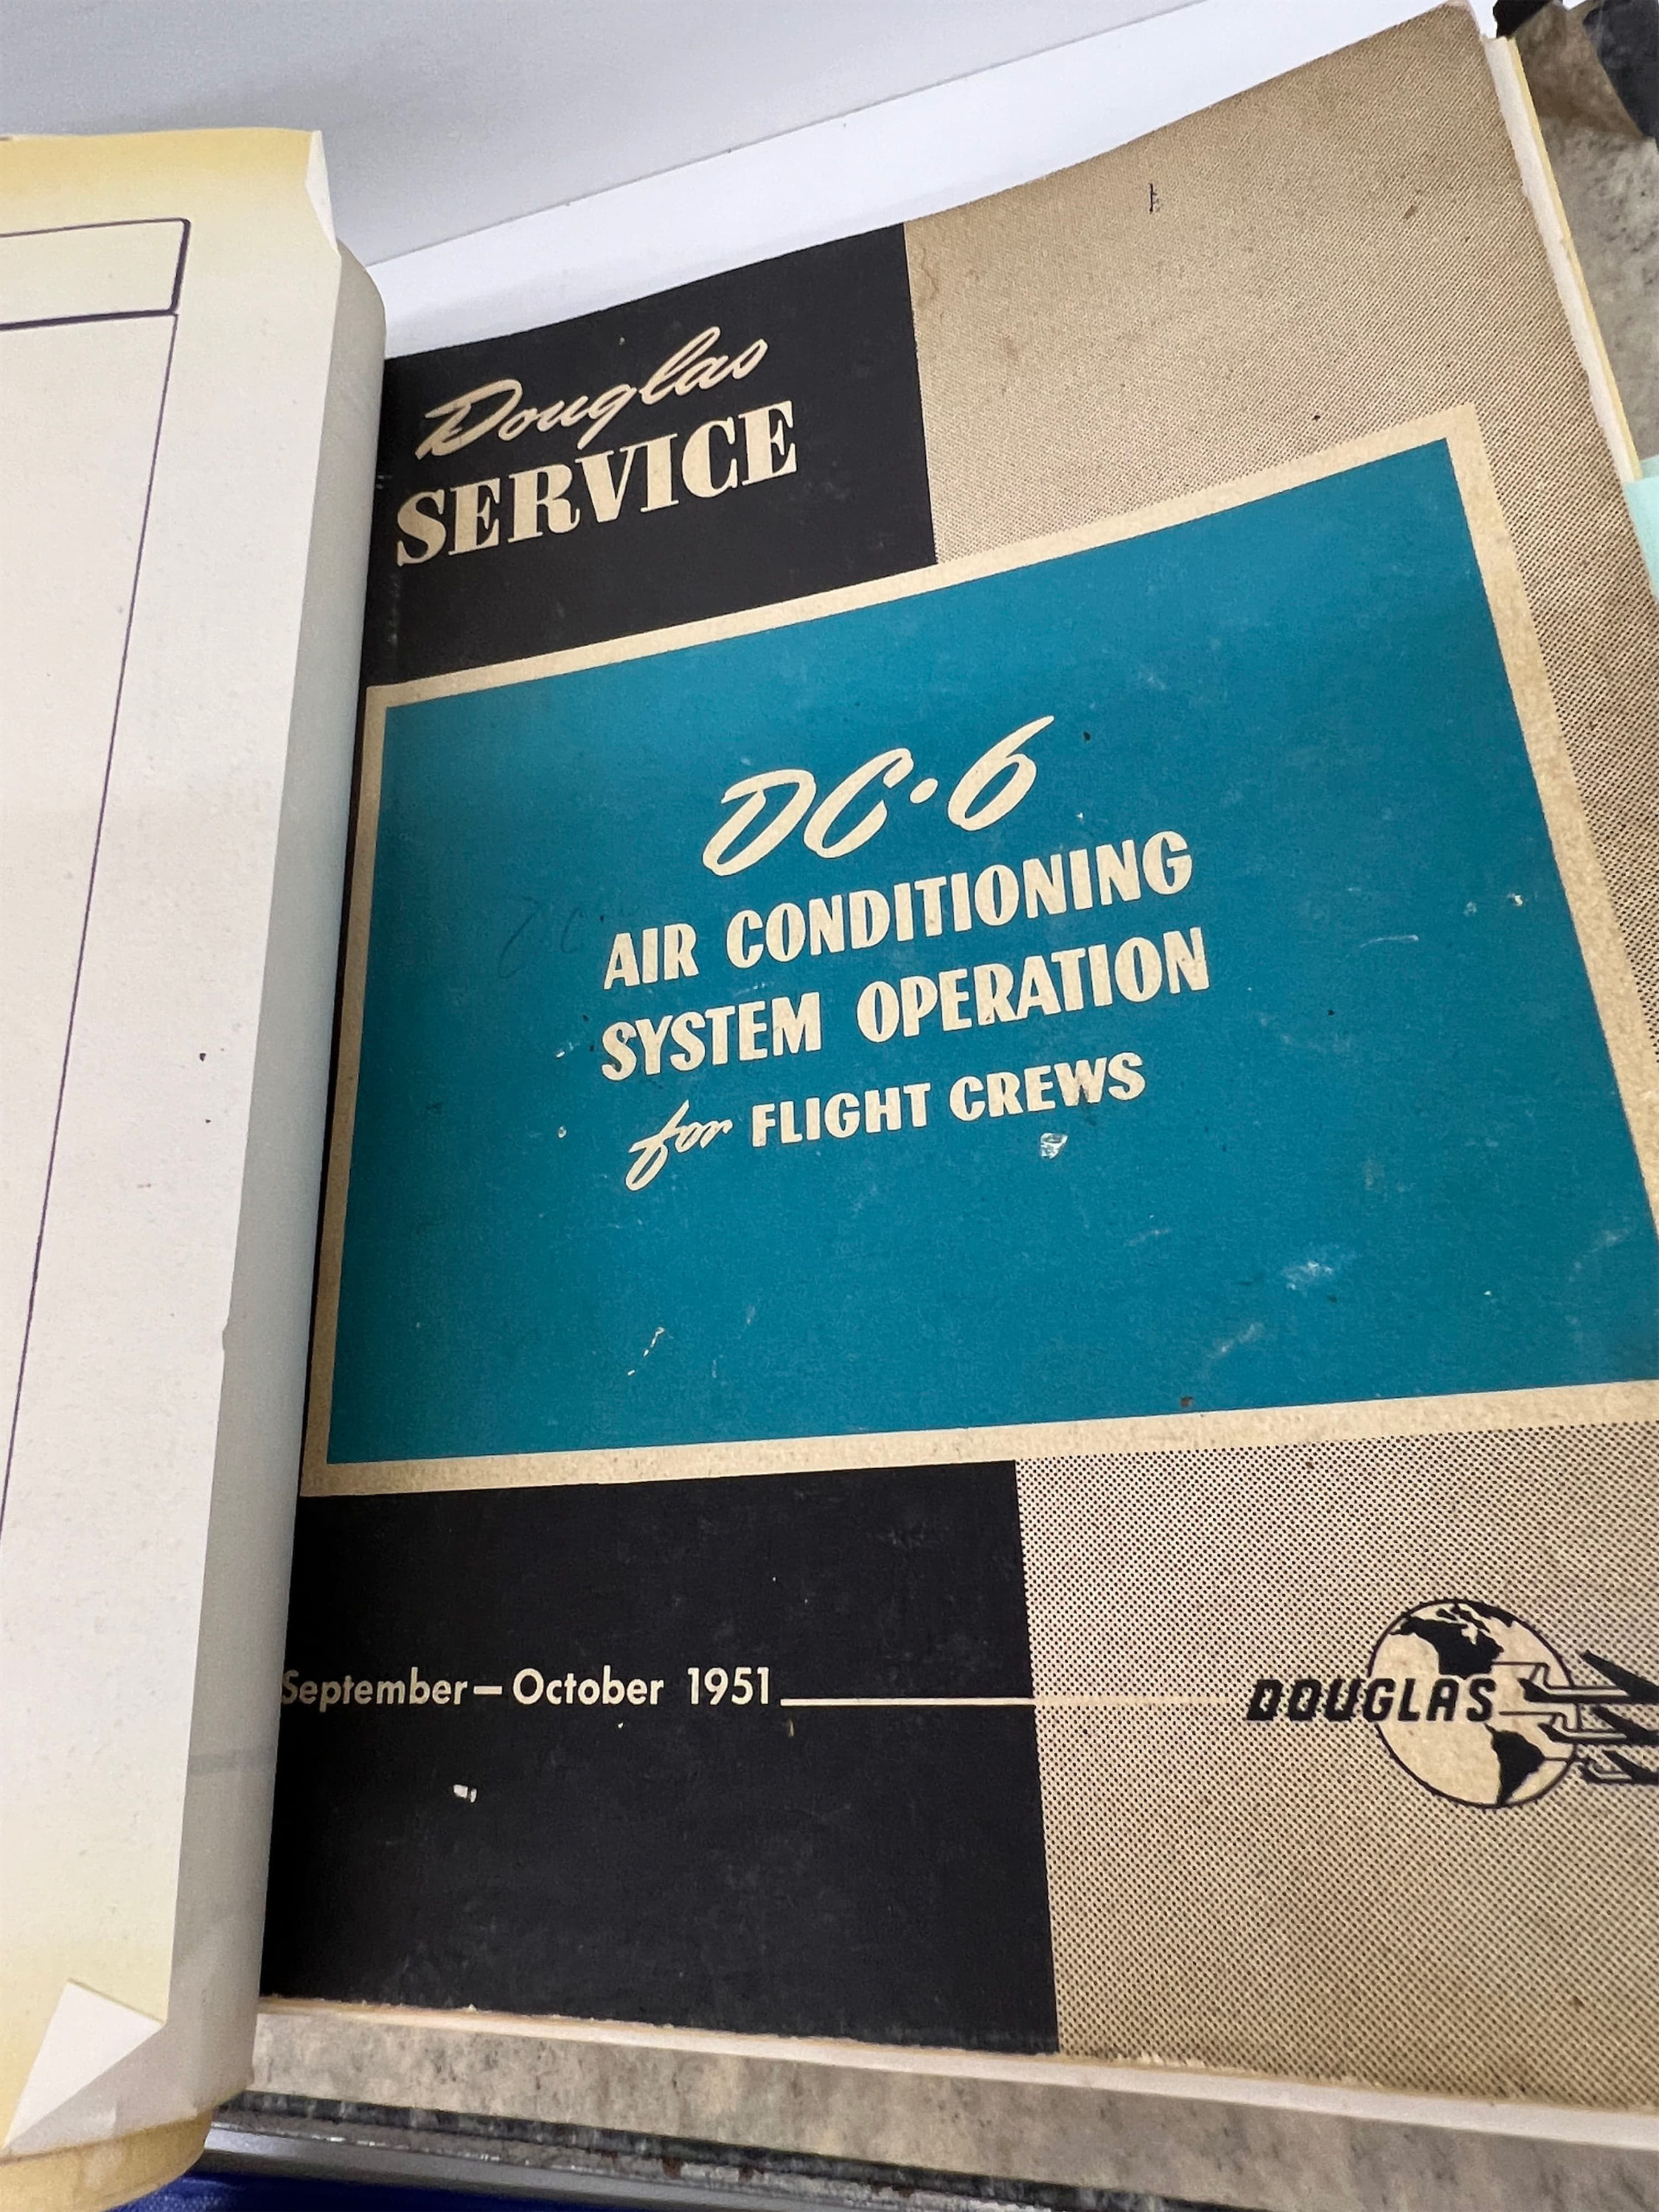 Douglas
SERVICE
DC·6
AIR CONDITIONING
SYSTEM OPERATION
for FLIGHT CREWS
September—October 1951
DOUGLAS